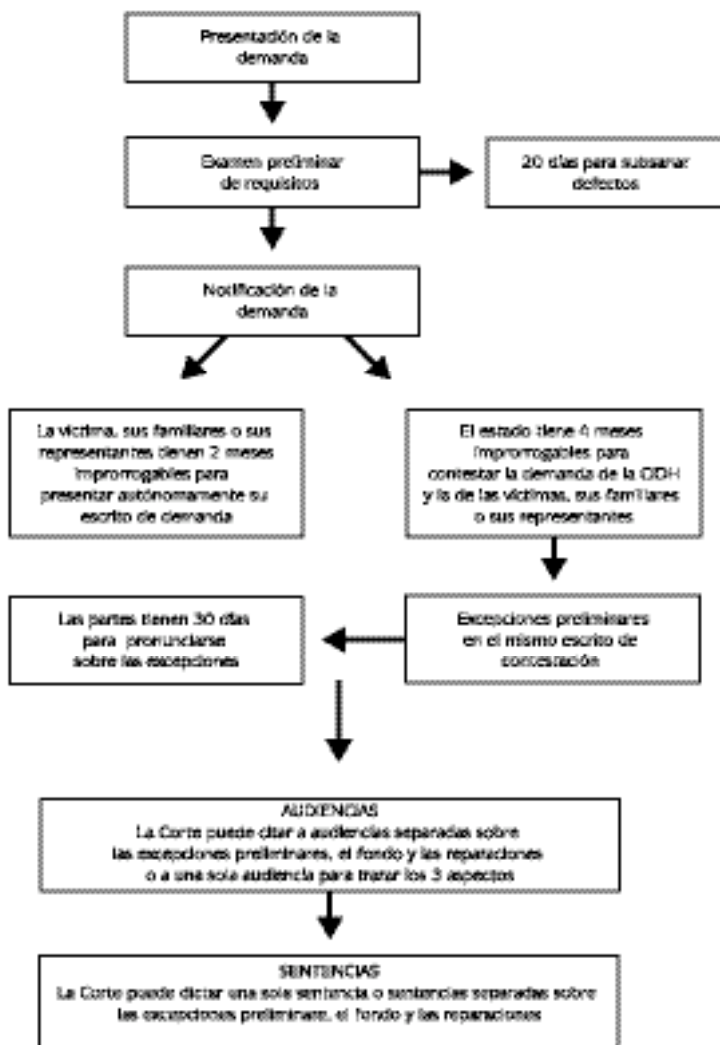 Presentación de la
demanda
Examen preliminar
de requisitos
20 días para subsanar
defectos
Notificación de la
demanda
La víctima, sus familiares o sus
representantes tienen 2 meses
improrrogables para
presentar autónomamente su
escrito de demanda
El estado tiene 4 meses
improrrogables para
contestar la demanda de la CIDH
y la de las víctimas, sus familiares
o sus representantes
Las partes tienen 30 días
para pronunciarse
sobre las excepciones
Excepciones preliminares
en el mismo escrito de
contestación
AUDIENCIAS
La Corte puede citar a audiencias separadas sobre
las excepciones preliminares, el fondo y las reparaciones
o a una sola audiencia para tratar los 3 aspectos
SENTENCIAS
La Corte puede dictar una sola sentencia o sentencias separadas sobre
las excepciones preliminare, el fondo y las reparaciones